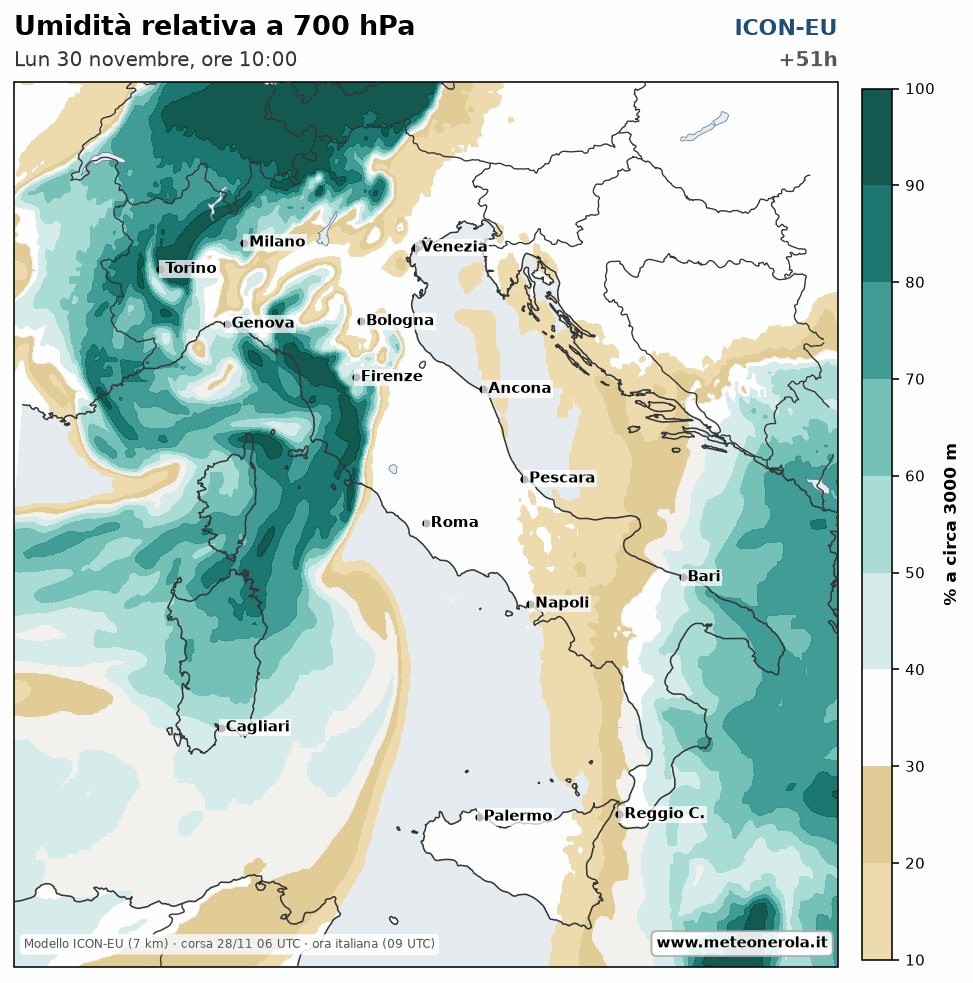 Umidità relativa a 700 hPa
ICON-EU
Lun 30 novembre, ore 10:00
+51h
100
90
80
70
60
50
40
30
20
10
% a circa 3000 m
Milano
Venezia
Torino
Genova
Bologna
Firenze
Ancona
Pescara
Roma
Bari
Napoli
Cagliari
Palermo
Reggio C.
Modello ICON-EU (7 km) · corsa 28/11 06 UTC · ora italiana (09 UTC)
www.meteonerola.it